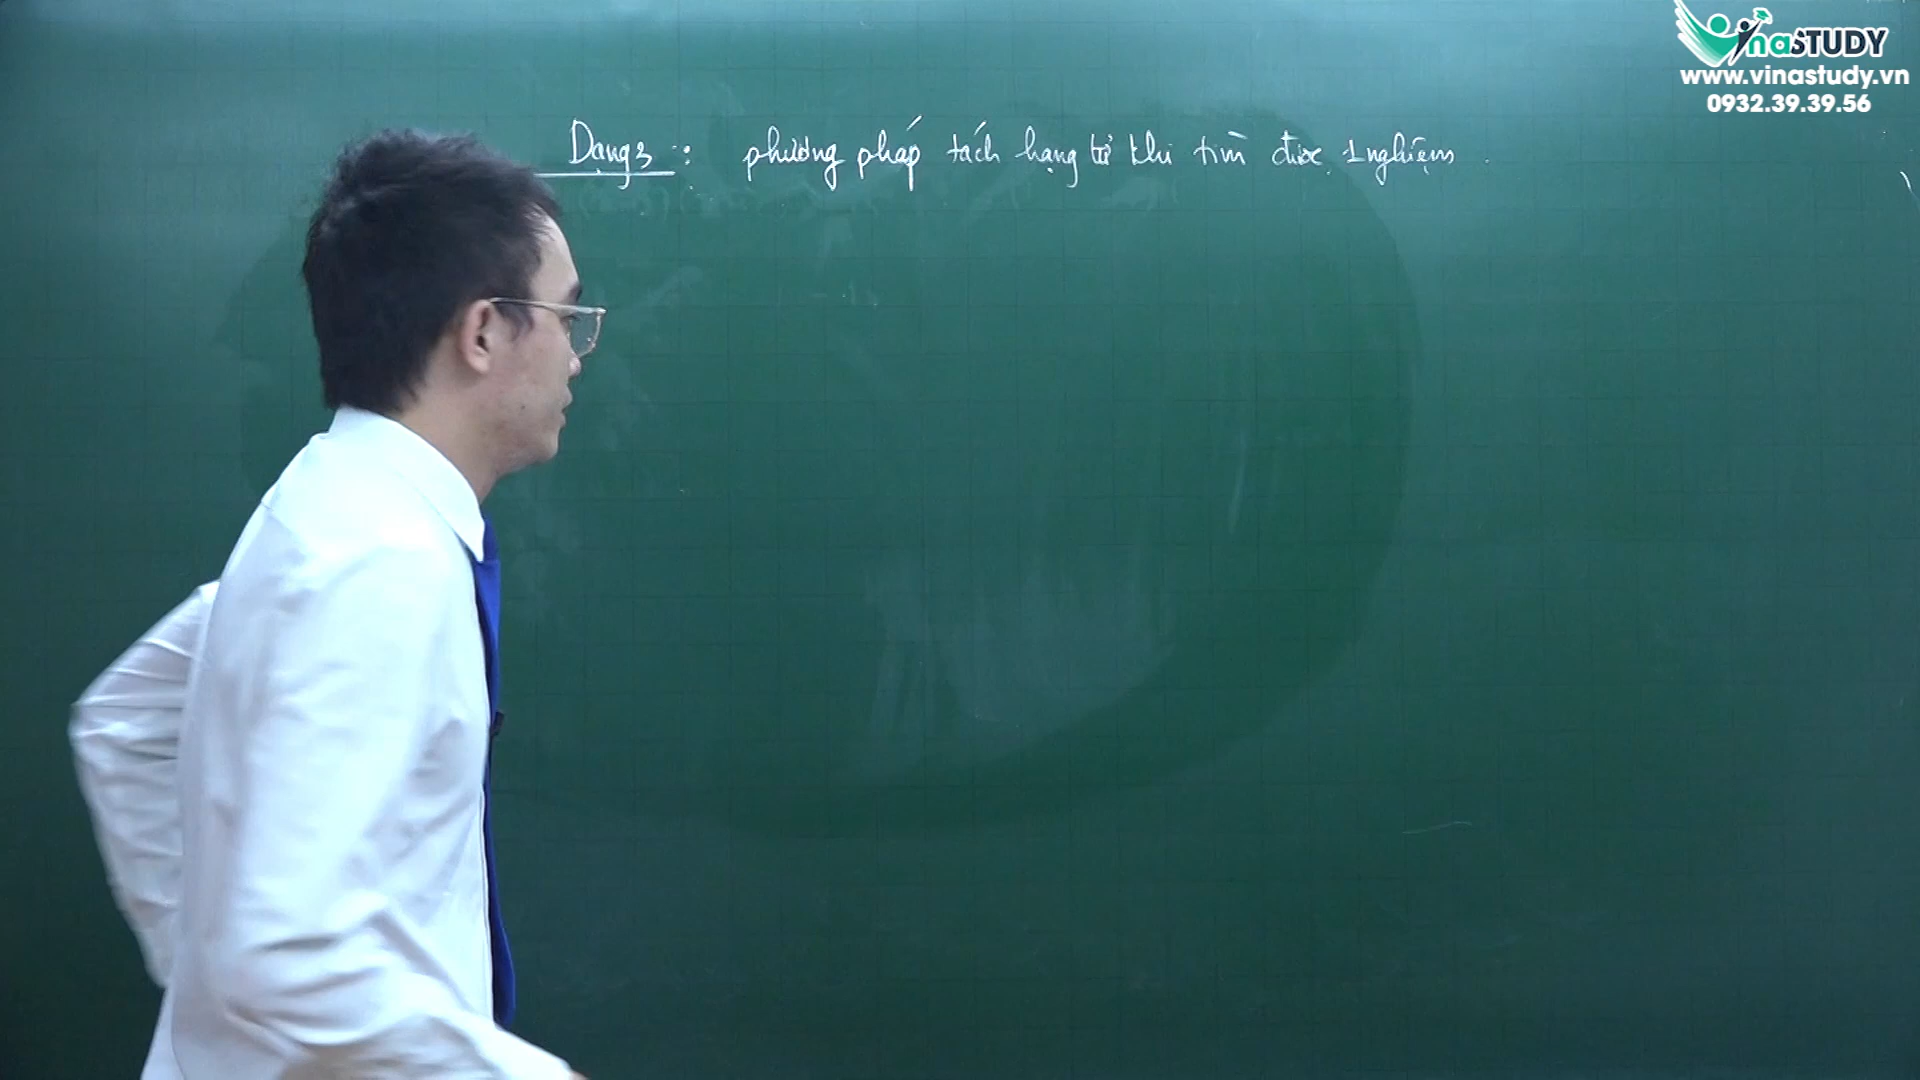 VinaSTUDY
www.vinastudy.vn
0932.39.39.56
Dạng 3 : phương pháp tách hạng tử khi tìm được 1 nghiệm .